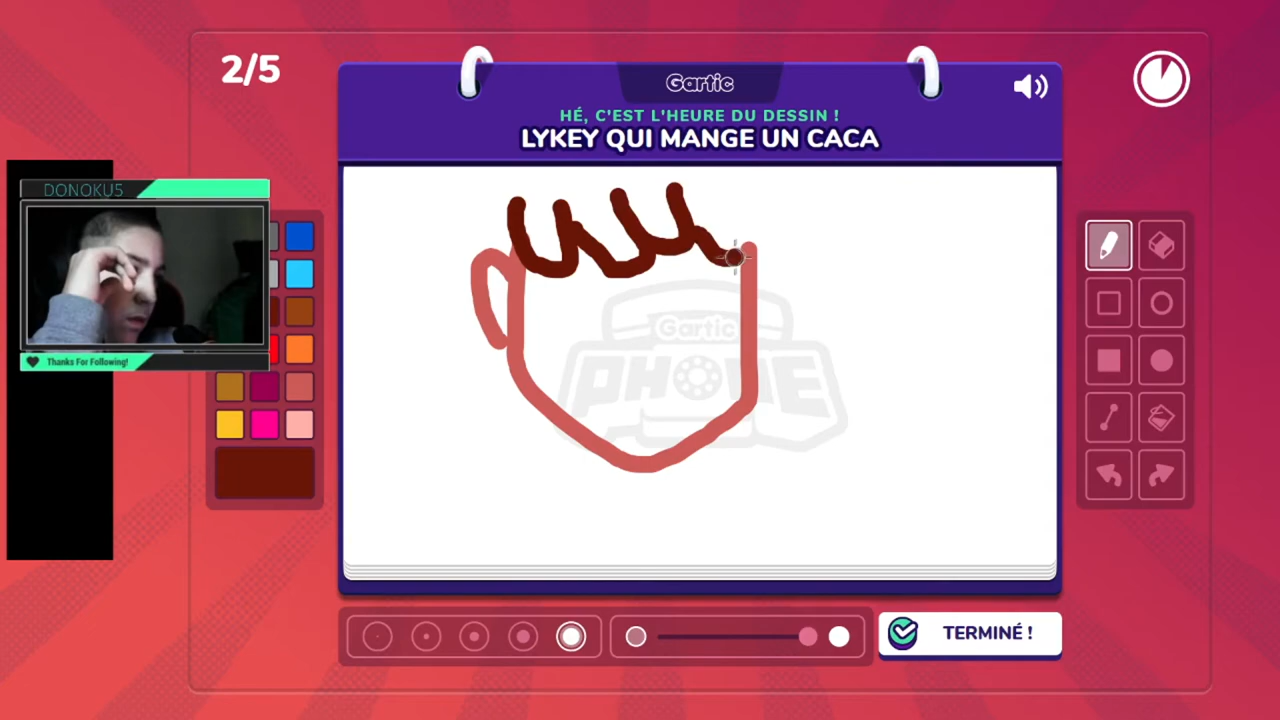 2/5
Gartic
HÉ, C'EST L'HEURE DU DESSIN !
LYKEY QUI MANGE UN CACA
DONOKU5
Thanks For Following!
Gartic
PHONE
TERMINÉ !